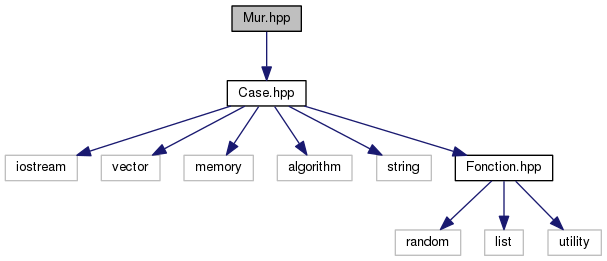 Mur.hpp
Case.hpp
iostream
vector
memory
algorithm
string
Fonction.hpp
random
list
utility